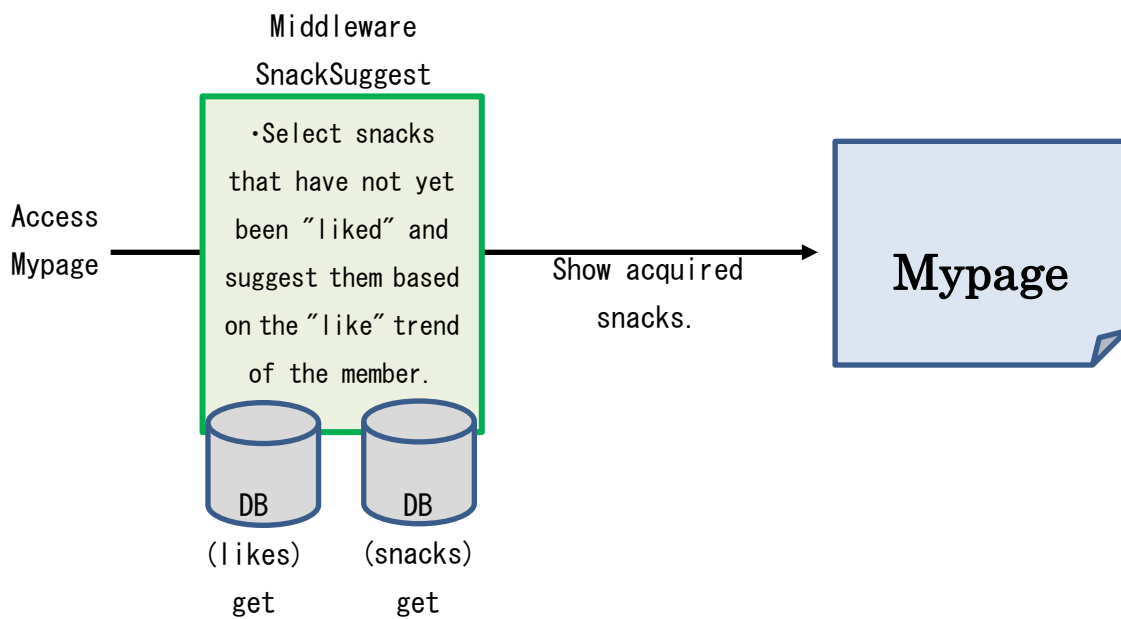 Middleware
SnackSuggest
・Select snacks
that have not yet
been "liked" and
suggest them based
on the "like" trend
of the member.
Access
Mypage
Show acquired
snacks.
Mypage
DB
(likes)
get
DB
(snacks)
get